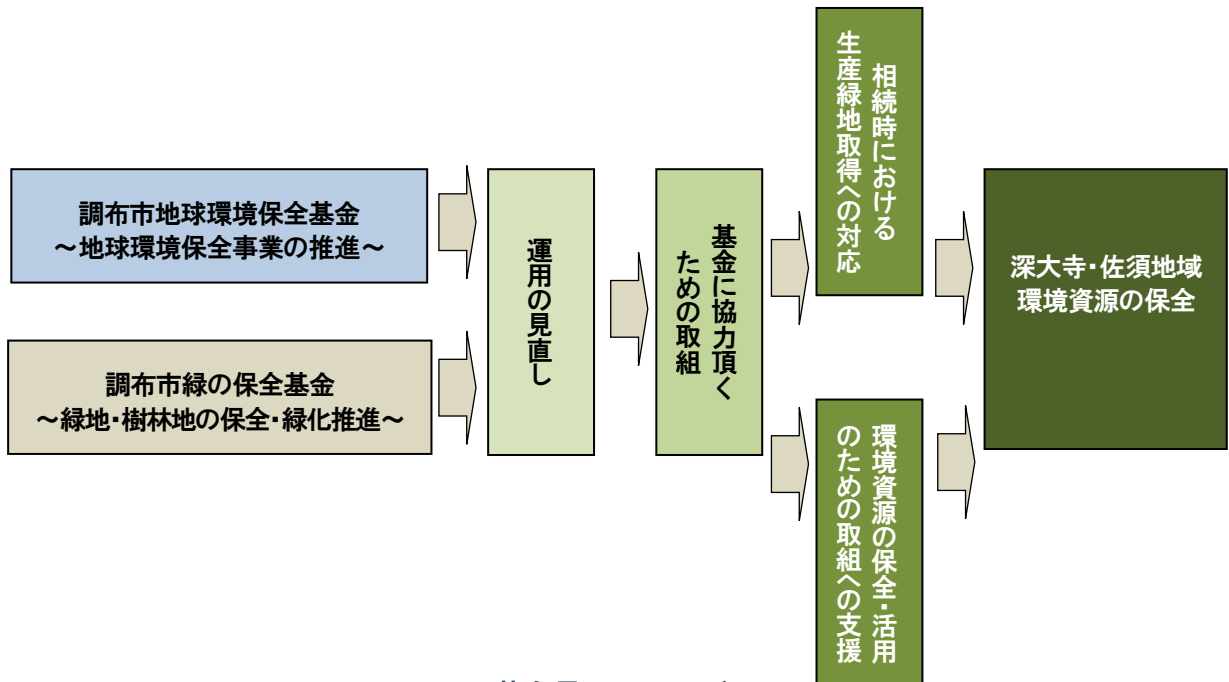 調布市地球環境保全基金
～地球環境保全事業の推進～
調布市緑の保全基金
～緑地・樹林地の保全・緑化推進～
運用の見直し
基金に協力頂く
ための取組
相続時における
生産緑地取得への対応
環境資源の保全・活用
のための取組への支援
深大寺・佐須地域
環境資源の保全